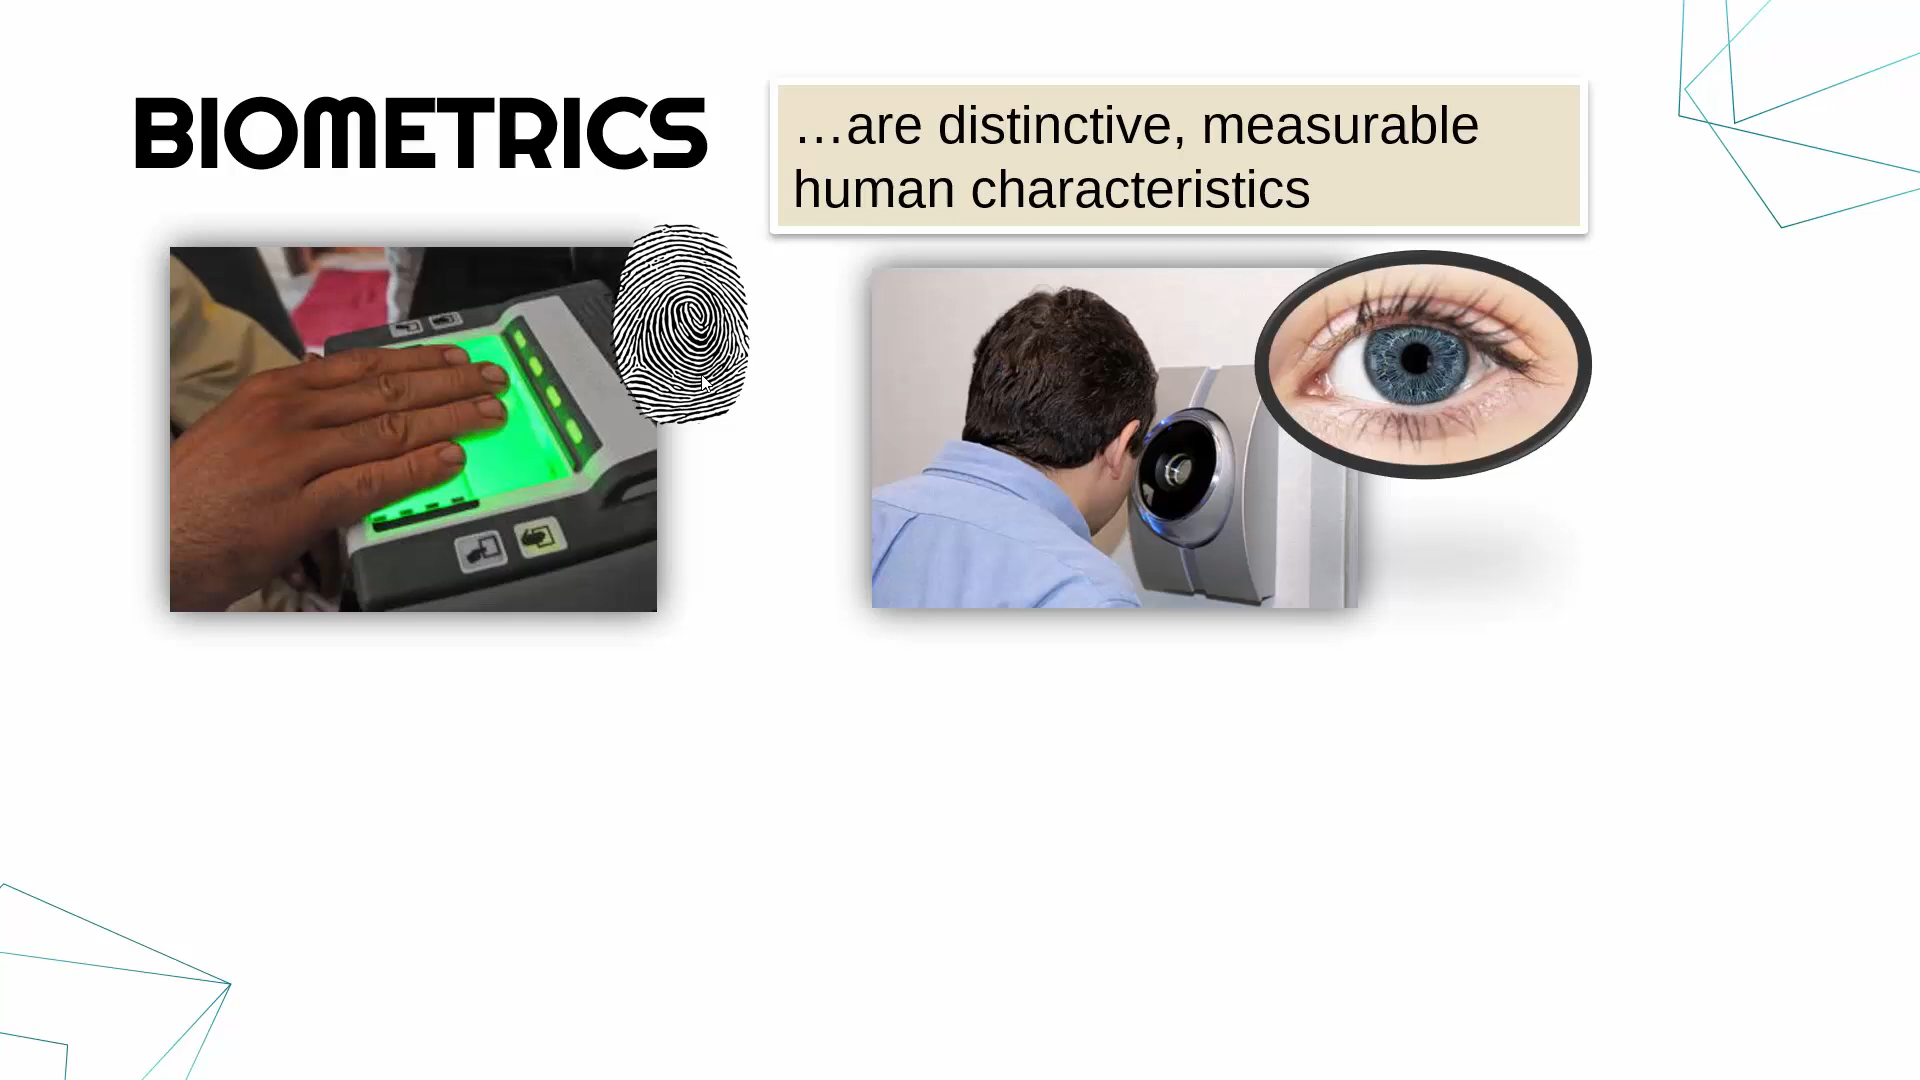 BIOMETRICS
…are distinctive, measurable
human characteristics